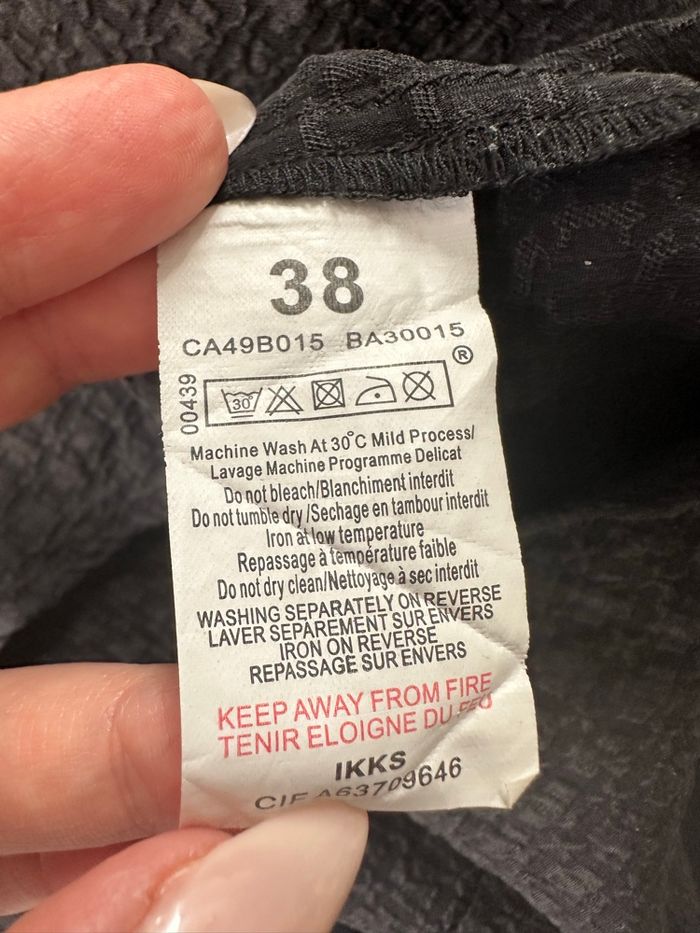 38
CA49B015 BA30015
®
00439
30°
Machine Wash At 30°C Mild Process/
Lavage Machine Programme Delicat
Do not bleach/Blanchiment interdit
Do not tumble dry /Sechage en tambour interdit
Iron at low temperature
Repassage à température faible
Do not dry clean/Nettoyage à sec interdit
WASHING SEPARATELY ON REVERSE
LAVER SEPAREMENT SUR ENVERS
IRON ON REVERSE
REPASSAGE SUR ENVERS
KEEP AWAY FROM FIRE
TENIR ELOIGNE DU FEU
IKKS
CIF A63709646